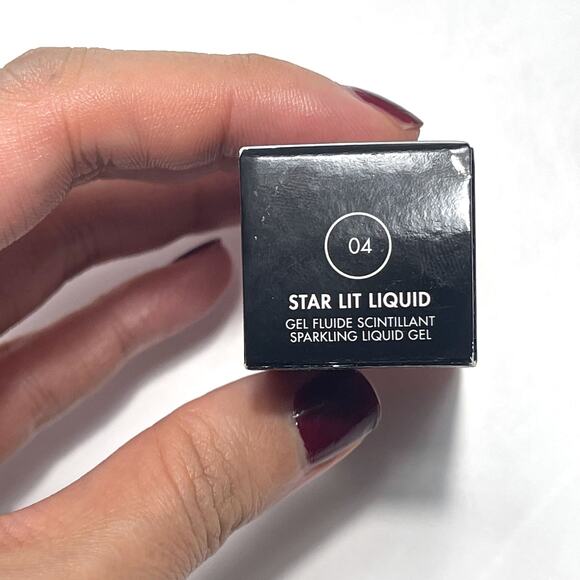 04
STAR LIT LIQUID
GEL FLUIDE SCINTILLANT
SPARKLING LIQUID GEL